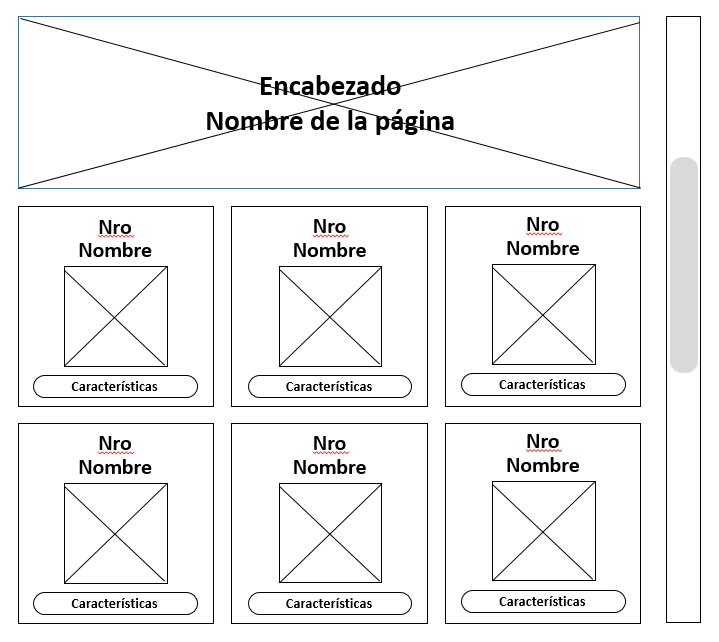 Encabezado
Nombre de la página
Nro
Nombre
Características
Nro
Nombre
Características
Nro
Nombre
Características
Nro
Nombre
Características
Nro
Nombre
Características
Nro
Nombre
Características